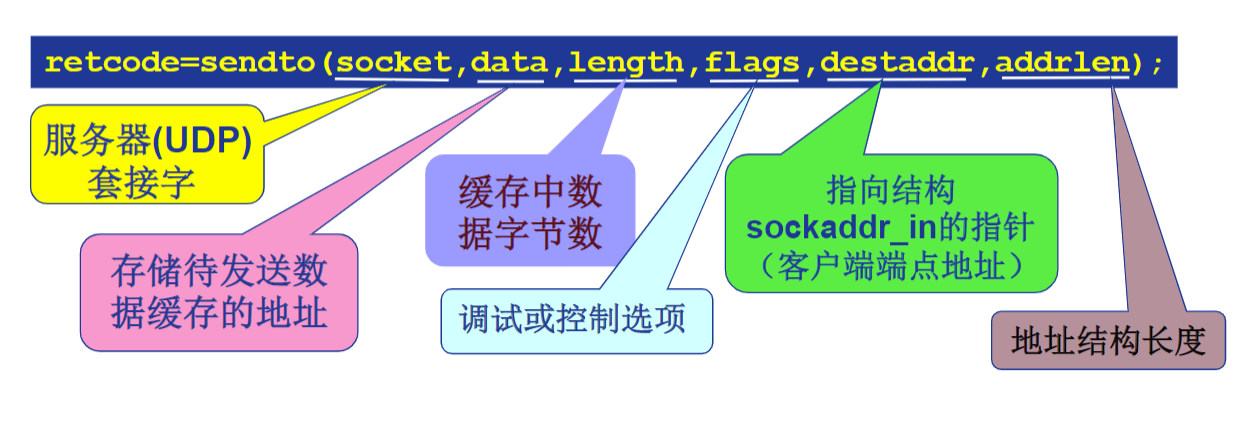 retcode=sendto(socket,data,length,flags,destaddr,addrlen);
服务器(UDP)
套接字
存储待发送数
据缓存的地址
缓存中数
据字节数
调试或控制选项
指向结构
sockaddr_in的指针
（客户端端点地址）
地址结构长度